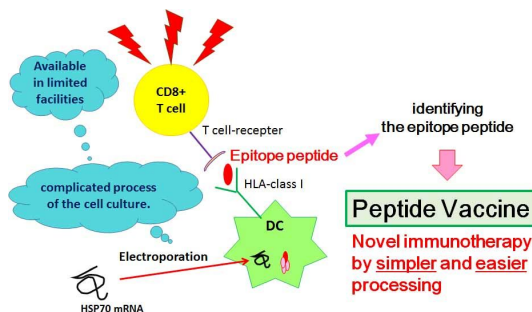 Available
in limited
facilities
CD8+
T cell
T cell-recepter
Epitope peptide
HLA-class I
identifying
the epitope peptide
complicated process
of the cell culture.
DC
Electroporation
HSP70 mRNA
Peptide Vaccine
Novel immunotherapy
by simpler and easier
processing